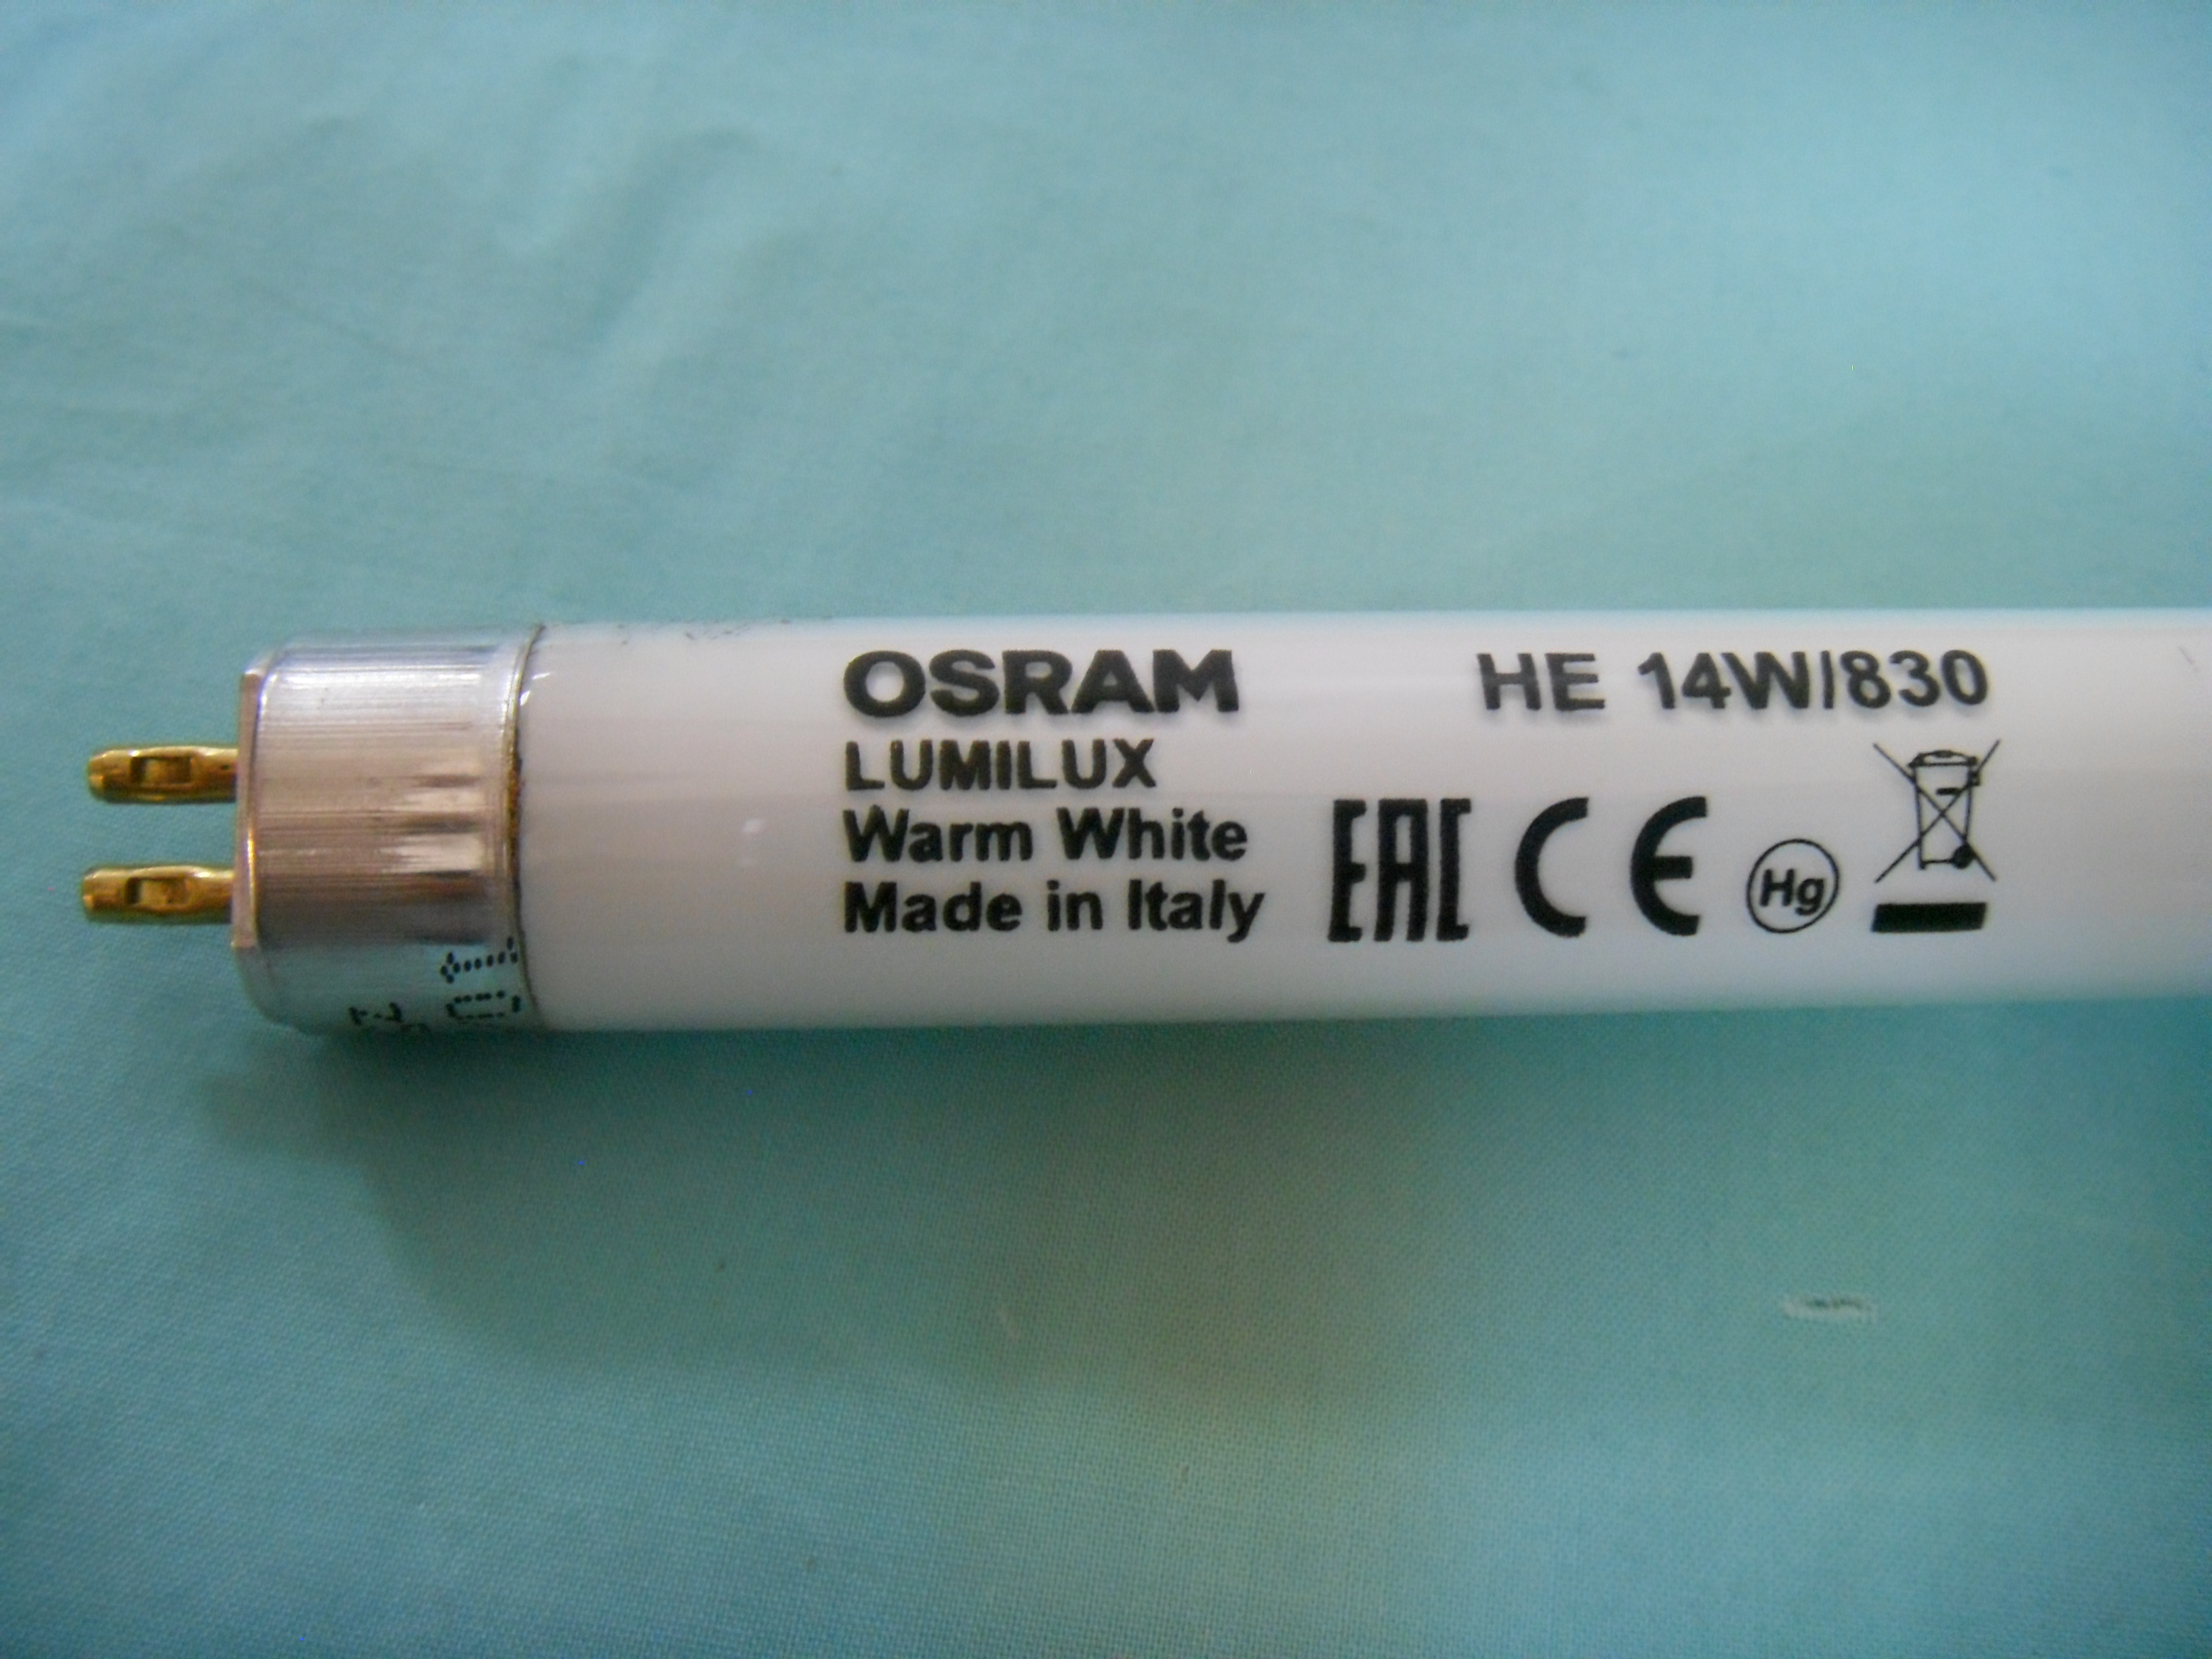 OSRAM HE 14W/830
LUMILUX
Warm White
Made in Italy EAC CE Hg